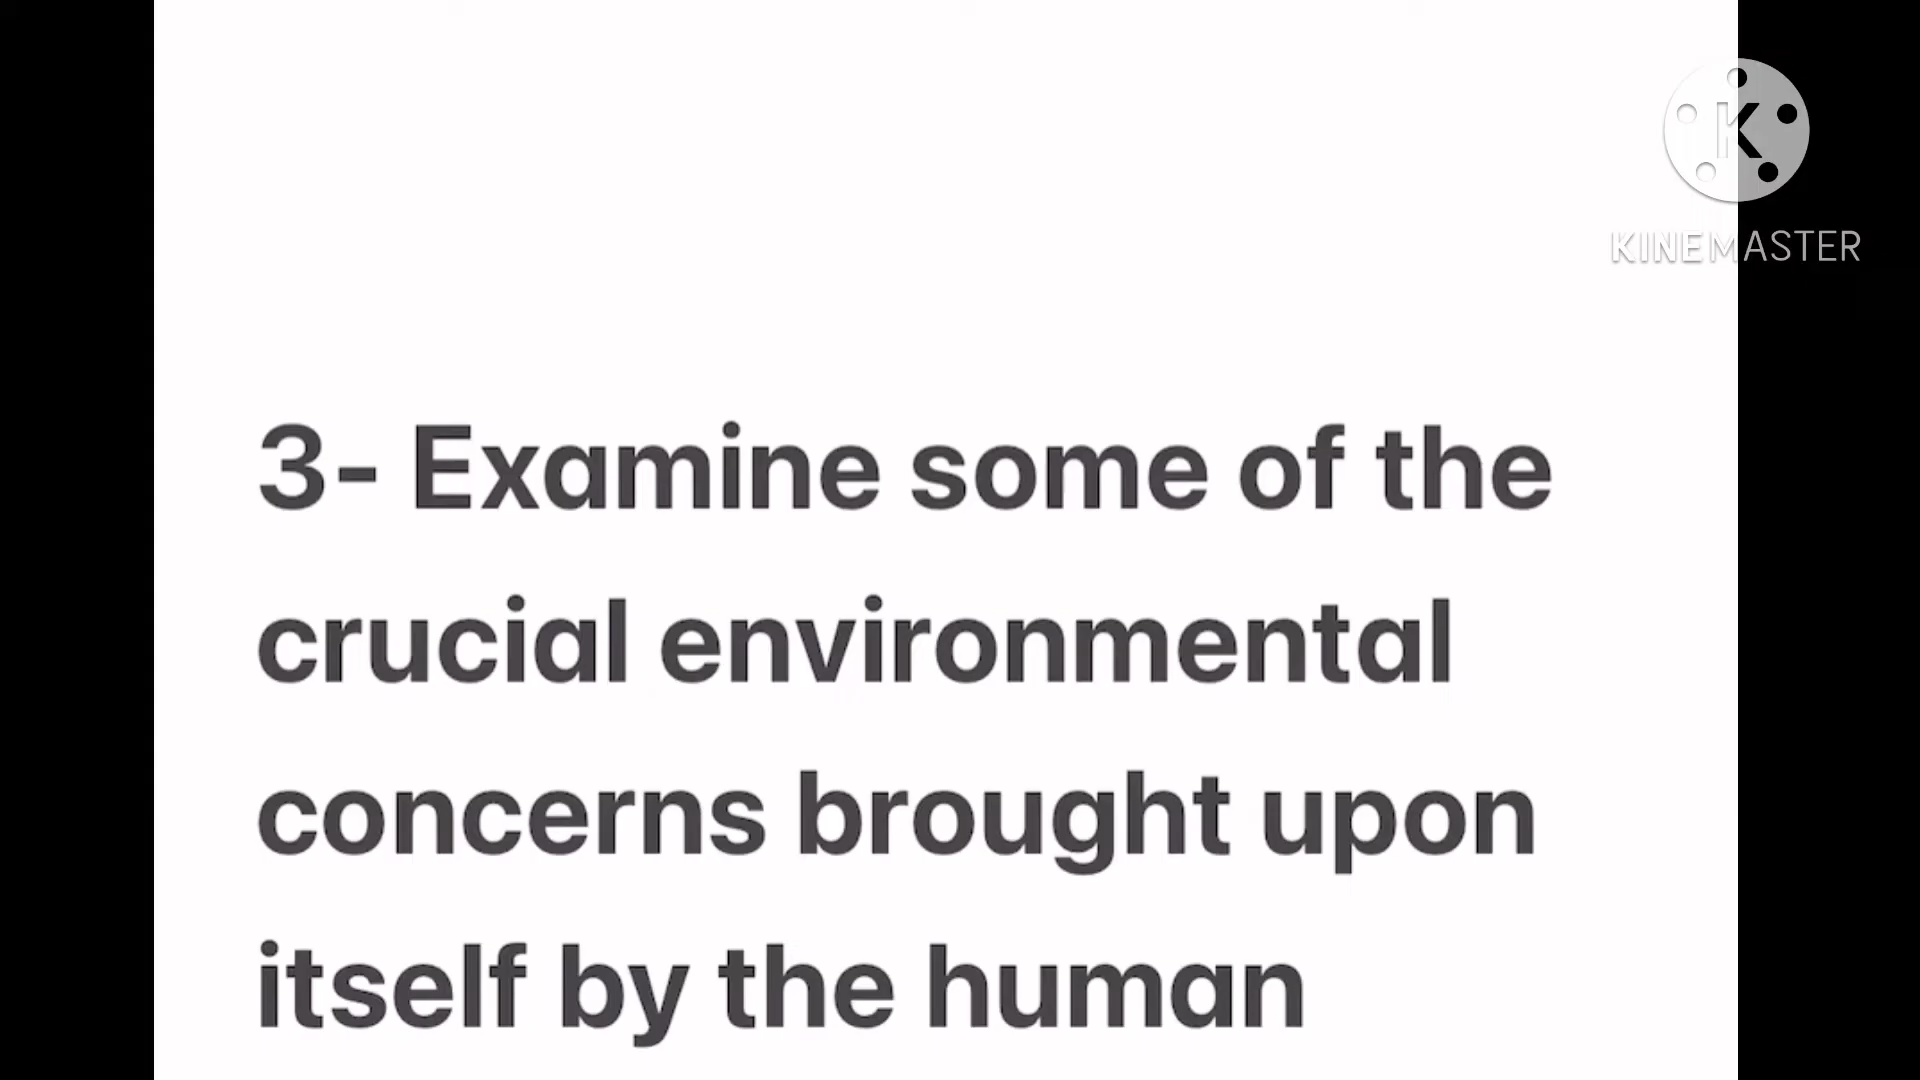 K
KINEMASTER
3- Examine some of the
crucial environmental
concerns brought upon
itself by the human